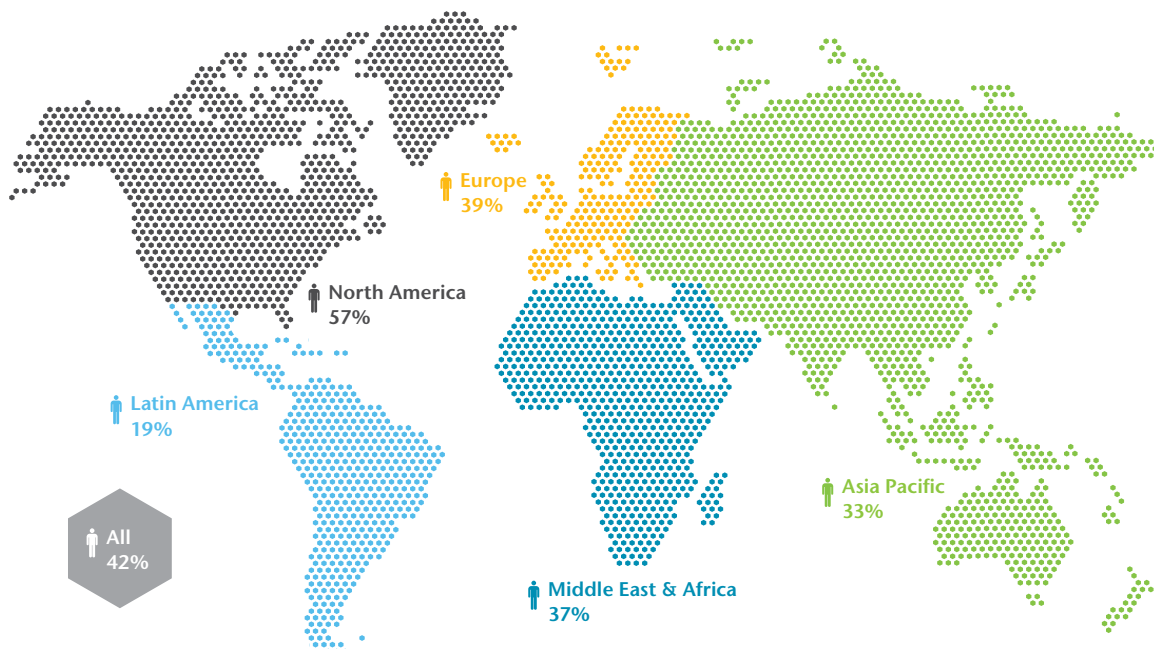 Europe
39%
North America
57%
Latin America
19%
Asia Pacific
33%
All
42%
Middle East & Africa
37%